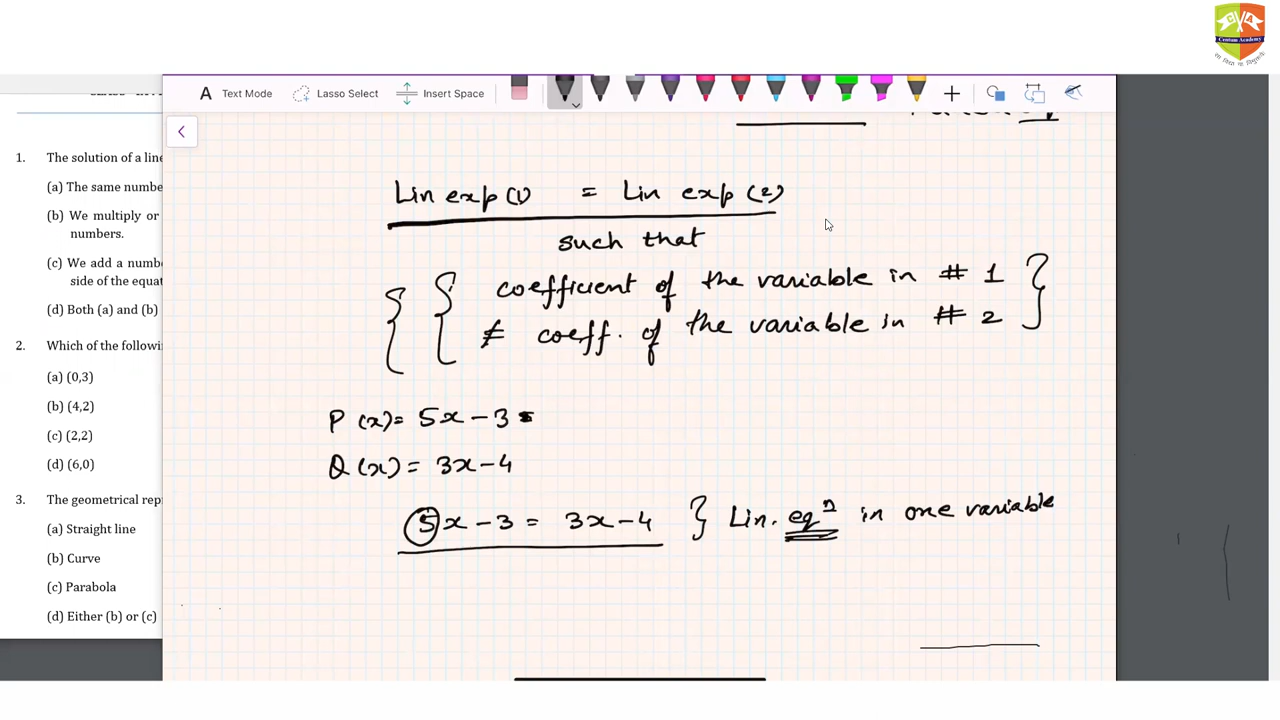 Centum Academy
Text Mode
Lasso Select
Insert Space
Lin exp (1) = Lin exp (2)
such that
coefficient of the variable in # 1
≠ coeff. of the variable in # 2
P(x)= 5x - 3
Q(x) = 3x - 4
5x - 3 = 3x - 4 } Lin. eqⁿ in one variable
1. The solution of a line
(a) The same numbe
(b) We multiply or
numbers.
(c) We add a numb
side of the equat
(d) Both (a) and (b)
2. Which of the follow
(a) (0,3)
(b) (4,2)
(c) (2,2)
(d) (6,0)
3. The geometrical rep
(a) Straight line
(b) Curve
(c) Parabola
(d) Either (b) or (c)